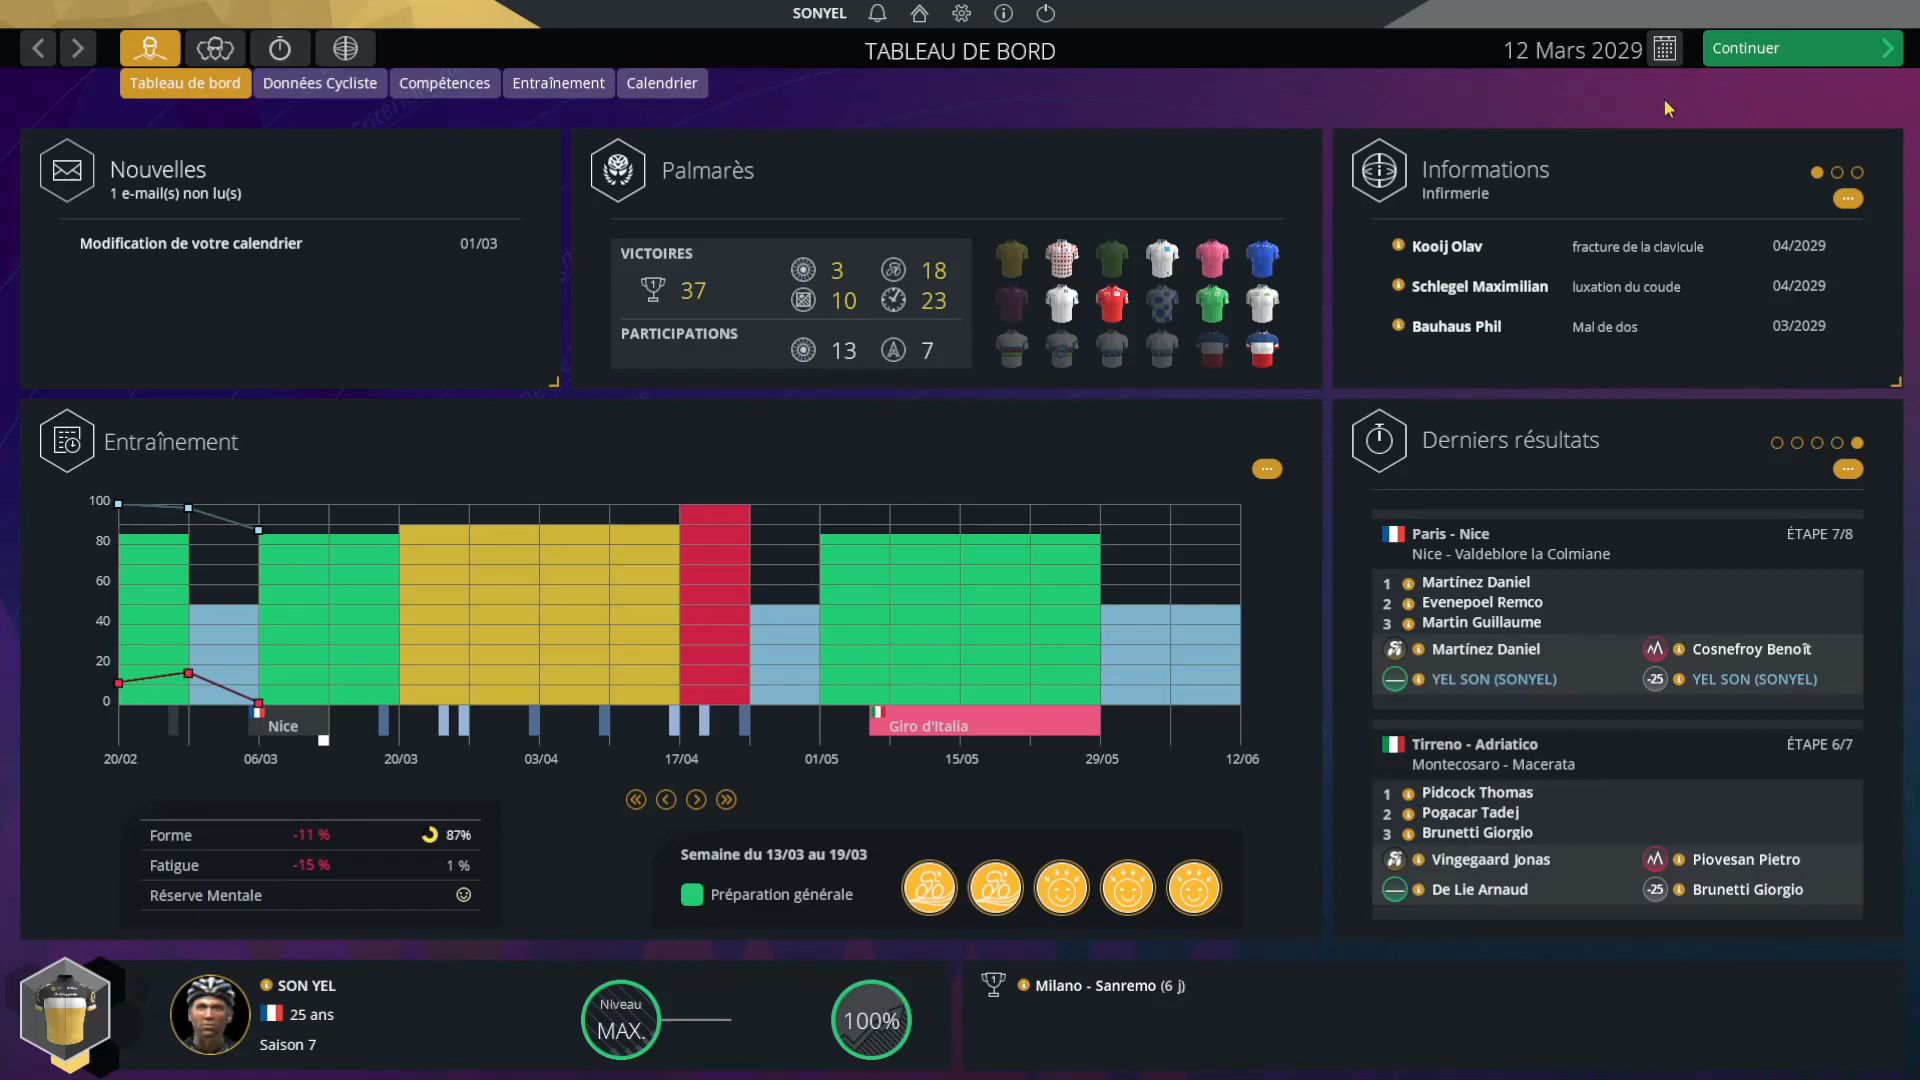 SONYEL
TABLEAU DE BORD
12 Mars 2029
Continuer
Tableau de bord
Données Cycliste
Compétences
Entraînement
Calendrier
Nouvelles
1 e-mail(s) non lu(s)
Modification de votre calendrier 01/03
Palmarès
VICTOIRES
37
3 18
10 23
PARTICIPATIONS
13 7
Informations
Infirmerie
...
Kooij Olav fracture de la clavicule 04/2029
Schlegel Maximilian luxation du coude 04/2029
Bauhaus Phil Mal de dos 03/2029
Entraînement
...
100
80
60
40
20
0
Nice
Giro d'Italia
20/02 06/03 20/03 03/04 17/04 01/05 15/05 29/05 12/06
Forme -11 % 87%
Fatigue -15 % 1 %
Réserve Mentale
Semaine du 13/03 au 19/03
Préparation générale
Derniers résultats
...
Paris - Nice ÉTAPE 7/8
Nice - Valdeblore la Colmiane
1 Martínez Daniel
2 Evenepoel Remco
3 Martin Guillaume
Martínez Daniel Cosnefroy Benoît
YEL SON (SONYEL) -25 YEL SON (SONYEL)
Tirreno - Adriatico ÉTAPE 6/7
Montecosaro - Macerata
1 Pidcock Thomas
2 Pogacar Tadej
3 Brunetti Giorgio
Vingegaard Jonas Piovesan Pietro
De Lie Arnaud -25 Brunetti Giorgio
SON YEL
25 ans
Saison 7
Niveau
MAX.
100%
Milano - Sanremo (6 j)